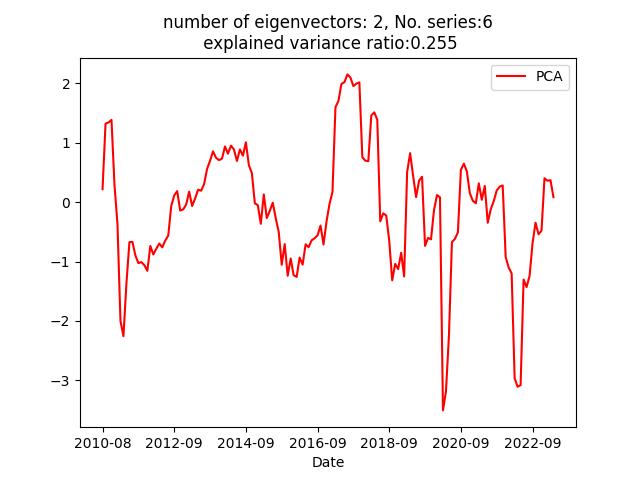 number of eigenvectors: 2, No. series:6
explained variance ratio:0.255
PCA
2
1
0
−1
−2
−3
2010-08 2012-09 2014-09 2016-09 2018-09 2020-09 2022-09
Date